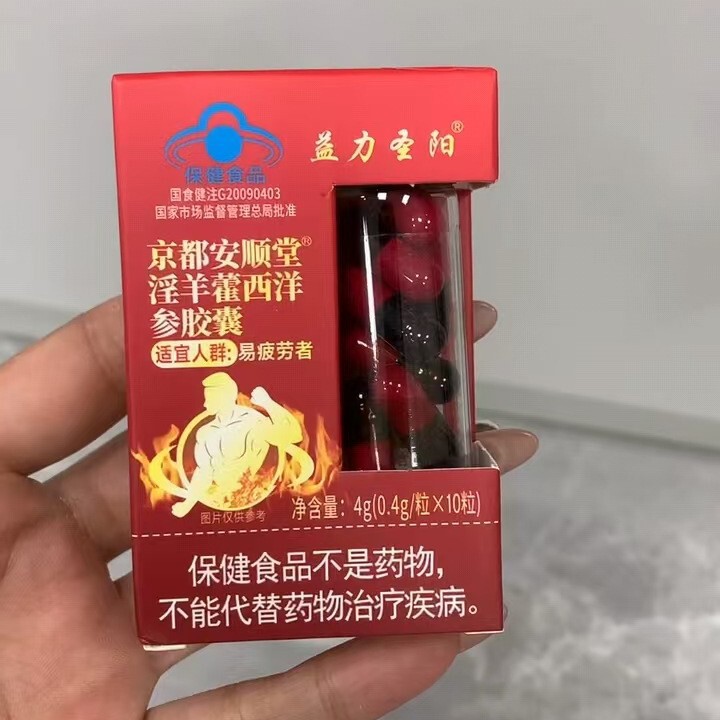 益力圣阳®
保健食品
国食健注G20090403
国家市场监督管理总局批准
京都安顺堂®
淫羊藿西洋
参胶囊
适宜人群:易疲劳者
图片仅供参考
净含量：4g(0.4g/粒×10粒)
保健食品不是药物，
不能代替药物治疗疾病。